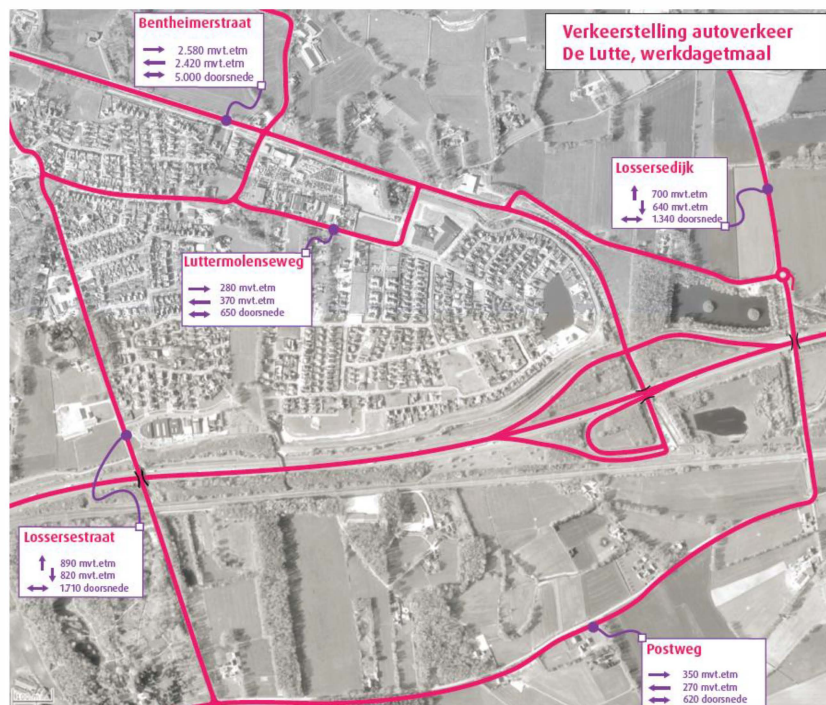 Bentheimerstraat
2.580 mvt.etm
2.420 mvt.etm
5.000 doorsnede
Verkeerstelling autoverkeer
De Lutte, werkdagetmaal
Lossersedijk
700 mvt.etm
640 mvt.etm
1.340 doorsnede
Luttermolenseweg
280 mvt.etm
370 mvt.etm
650 doorsnede
Lossersestraat
890 mvt.etm
820 mvt.etm
1.710 doorsnede
Postweg
350 mvt.etm
270 mvt.etm
620 doorsnede